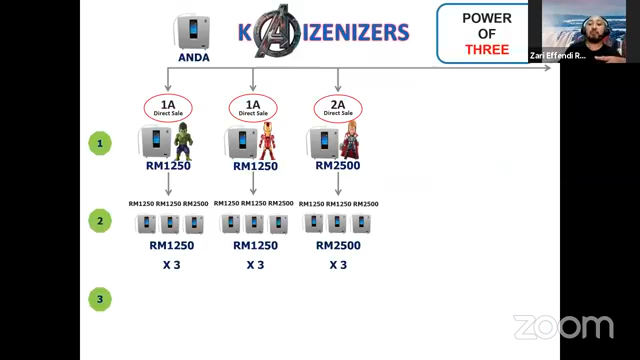 KAIZENIZERS
POWER
OF
THREE
Zari Effendi R...
ANDA
1A
Direct Sale
1A
Direct Sale
2A
Direct Sale
1
RM1250
RM1250
RM2500
RM1250 RM1250 RM2500
RM1250 RM1250 RM2500
RM1250 RM1250 RM2500
2
RM1250
RM1250
RM2500
X 3
X 3
X 3
3
zoom